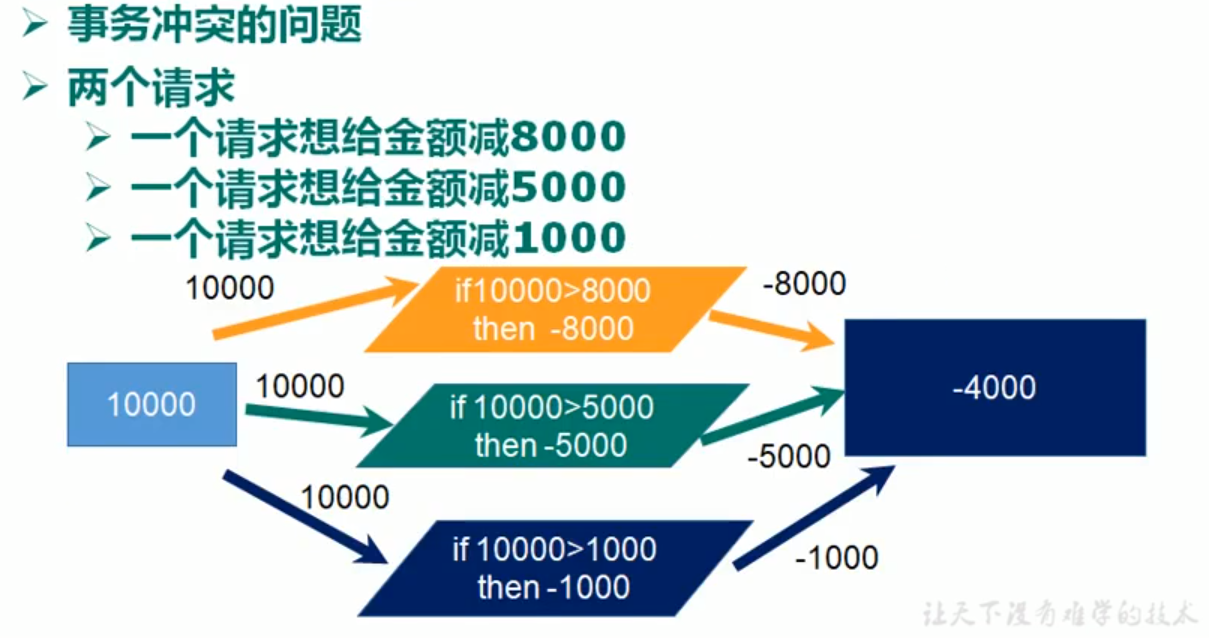 事务冲突的问题
两个请求
一个请求想给金额减8000
一个请求想给金额减5000
一个请求想给金额减1000
10000
if10000>8000
then -8000
-8000
10000
10000
if 10000>5000
then -5000
-5000
-4000
10000
if 10000>1000
then -1000
-1000
让天下没有难学的技太